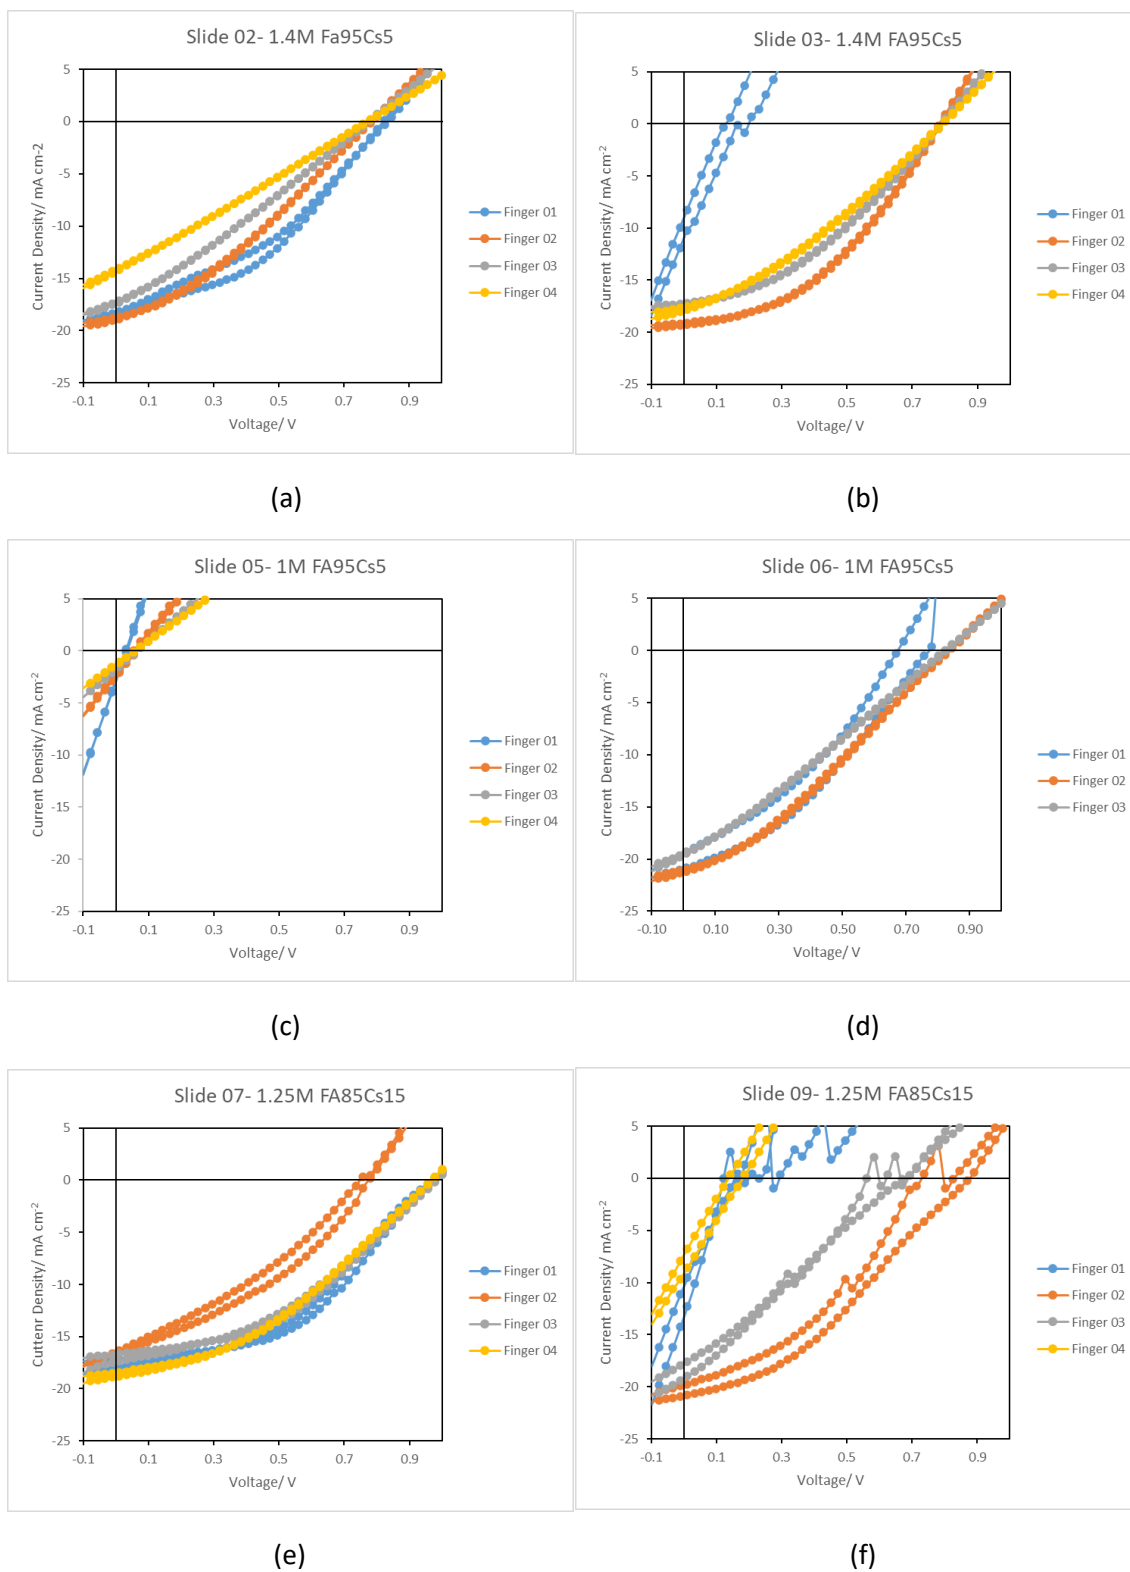 Slide 02- 1.4M Fa95Cs5
5
0
-5
-10
-15
-20
-25
-0.1 0.1 0.3 0.5 0.7 0.9
Current Density/ mA cm-2
Voltage/ V
Finger 01
Finger 02
Finger 03
Finger 04
(a)
Slide 03- 1.4M FA95Cs5
5
0
-5
-10
-15
-20
-25
-0.1 0.1 0.3 0.5 0.7 0.9
Current Density/ mA cm⁻²
Voltage/ V
Finger 01
Finger 02
Finger 03
Finger 04
(b)
Slide 05- 1M FA95Cs5
5
0
-5
-10
-15
-20
-25
-0.1 0.1 0.3 0.5 0.7 0.9
Current Density/ mA cm⁻²
Voltage/ V
Finger 01
Finger 02
Finger 03
Finger 04
(c)
Slide 06- 1M FA95Cs5
5
0
-5
-10
-15
-20
-25
-0.10 0.10 0.30 0.50 0.70 0.90
Current Density/ mA cm⁻²
Voltage/ V
Finger 01
Finger 02
Finger 03
(d)
Slide 07- 1.25M FA85Cs15
5
0
-5
-10
-15
-20
-25
-0.1 0.1 0.3 0.5 0.7 0.9
Cuttenr Density/ mA cm⁻²
Voltage/ V
Finger 01
Finger 02
Finger 03
Finger 04
(e)
Slide 09- 1.25M FA85Cs15
5
0
-5
-10
-15
-20
-25
-0.1 0.1 0.3 0.5 0.7 0.9
Current Density/ mA cm⁻²
Voltage/ V
Finger 01
Finger 02
Finger 03
Finger 04
(f)